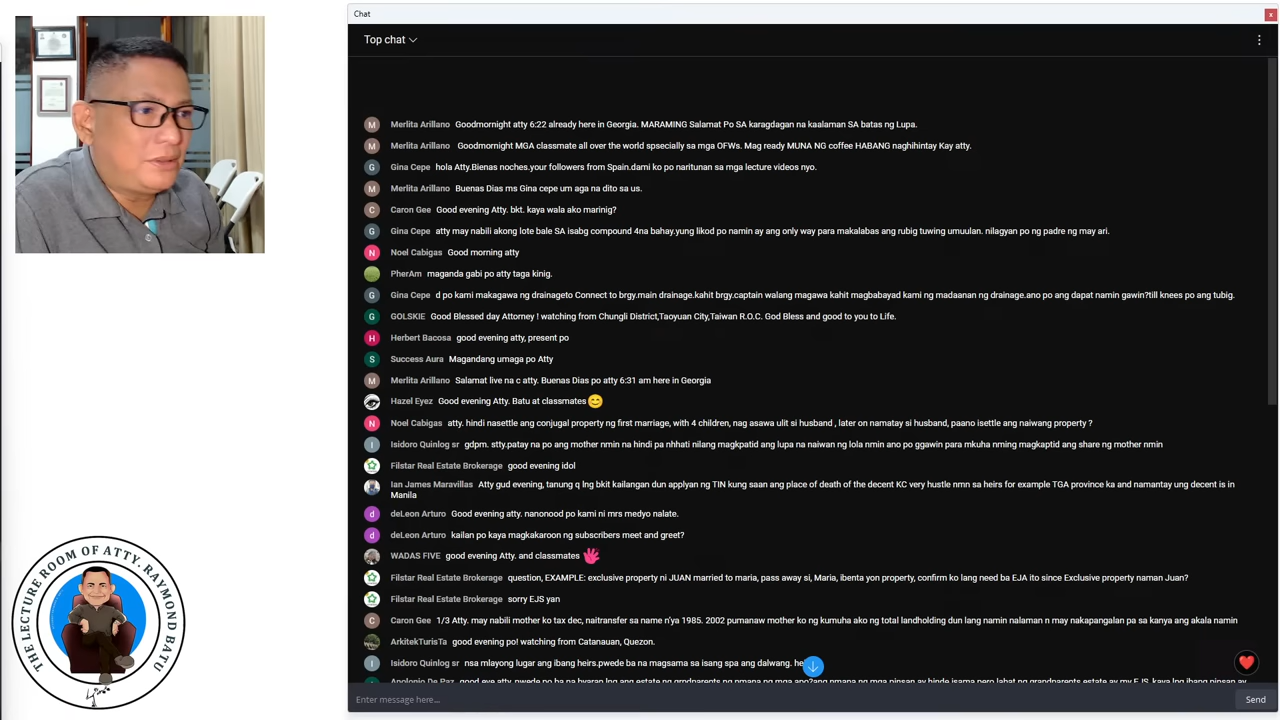 Chat
x
Top chat
M Merlita Arillano Goodmorning atty 6:22 already here in Georgia. MARAMING Salamat Po SA karagdagan na kaalaman SA batas ng Lupa.
M Merlita Arillano Goodmorning MGA classmate all over the world spsecially sa mga OFWs. Mag ready MUNA NG coffee HABANG naghihintay Kay atty.
G Gina Cepe hola Atty.Bienas noches.your followers from Spain.dami ko po naritunan sa mga lecture videos nyo.
M Merlita Arillano Buenas Dias ms Gina cepe um aga na dito sa us.
C Caron Gee Good evening Atty. bkt. kaya wala ako marinig?
G Gina Cepe atty may nabili akong lote bale SA isabg compound 4na bahay.yung likod po namin ay ang only way para makalabas ang rubig tuwing umuulan. nilagyan po ng padre ng may ari.
N Noel Cabigas Good morning atty
PherAm maganda gabi po atty taga kinig.
G Gina Cepe d po kami makagawa ng drainageto Connect to brgy.main drainage.kahit brgy.captain walang magawa kahit magbabayad kami ng madaanan ng drainage.ano po ang dapat namin gawin?till knees po ang tubig.
G GOLSKIE Good Blessed day Attorney ! watching from Chungli District,Taoyuan City,Taiwan R.O.C. God Bless and good to you to Life.
H Herbert Bacosa good evening atty, present po
S Success Aura Magandang umaga po Atty
M Merlita Arillano Salamat live na c atty. Buenas Dias po atty 6:31 am here in Georgia
Hazel Eyez Good evening Atty. Batu at classmates😊
N Noel Cabigas atty. hindi nasettle ang conjugal property ng first marriage, with 4 children, nag asawa ulit si husband , later on namatay si husband, paano isettle ang naiwang property ?
I Isidoro Quinlog sr gdpm. stty.patay na po ang mother nmin na hindi pa nhhati nilang magkpatid ang lupa na naiwan ng lola nmin ano po ggawin para mkuha nming magkaptid ang share ng mother nmin
Filstar Real Estate Brokerage good evening idol
Ian James Maravillas Atty gud evening, tanung q lng bkit kailangan dun applyan ng TIN kung saan ang place of death of the decent KC very hustle nmn sa heirs for example TGA province ka and namantay ung decent is in
Manila
d deLeon Arturo Good evening atty. nanonood po kami ni mrs medyo nalate.
d deLeon Arturo kailan po kaya magkakaroon ng subscribers meet and greet?
WADAS FIVE good evening Atty. and classmates
Filstar Real Estate Brokerage question, EXAMPLE: exclusive property ni JUAN married to maria, pass away si, Maria, ibenta yon property, confirm ko lang need ba EJA ito since Exclusive property naman Juan?
Filstar Real Estate Brokerage sorry EJS yan
C Caron Gee 1/3 Atty. may nabili mother ko tax dec, naitransfer sa name n'ya 1985. 2002 pumanaw mother ko ng kumuha ako ng total landholding dun lang namin nalaman n may nakapangalan pa sa kanya ang akala namin
ArkitekTurisTa good evening po! watching from Catanauan, Quezon.
I Isidoro Quinlog sr nsa mlayong lugar ang ibang heirs.pwede ba na magsama sa isang spa ang dalwang. he
Apolonio De Paz
Enter message here...
Send
THE LECTURE ROOM OF ATTY. RAYMOND BATU